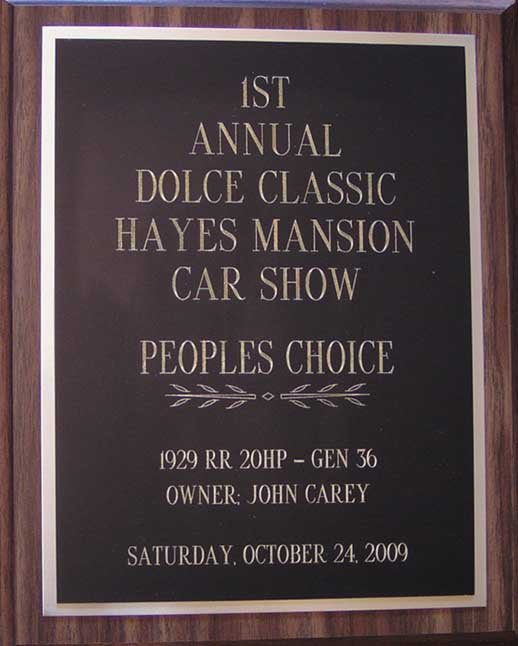 1ST
ANNUAL
DOLCE CLASSIC
HAYES MANSION
CAR SHOW
PEOPLES CHOICE
1929 RR 20HP – GEN 36
OWNER: JOHN CAREY
SATURDAY, OCTOBER 24, 2009